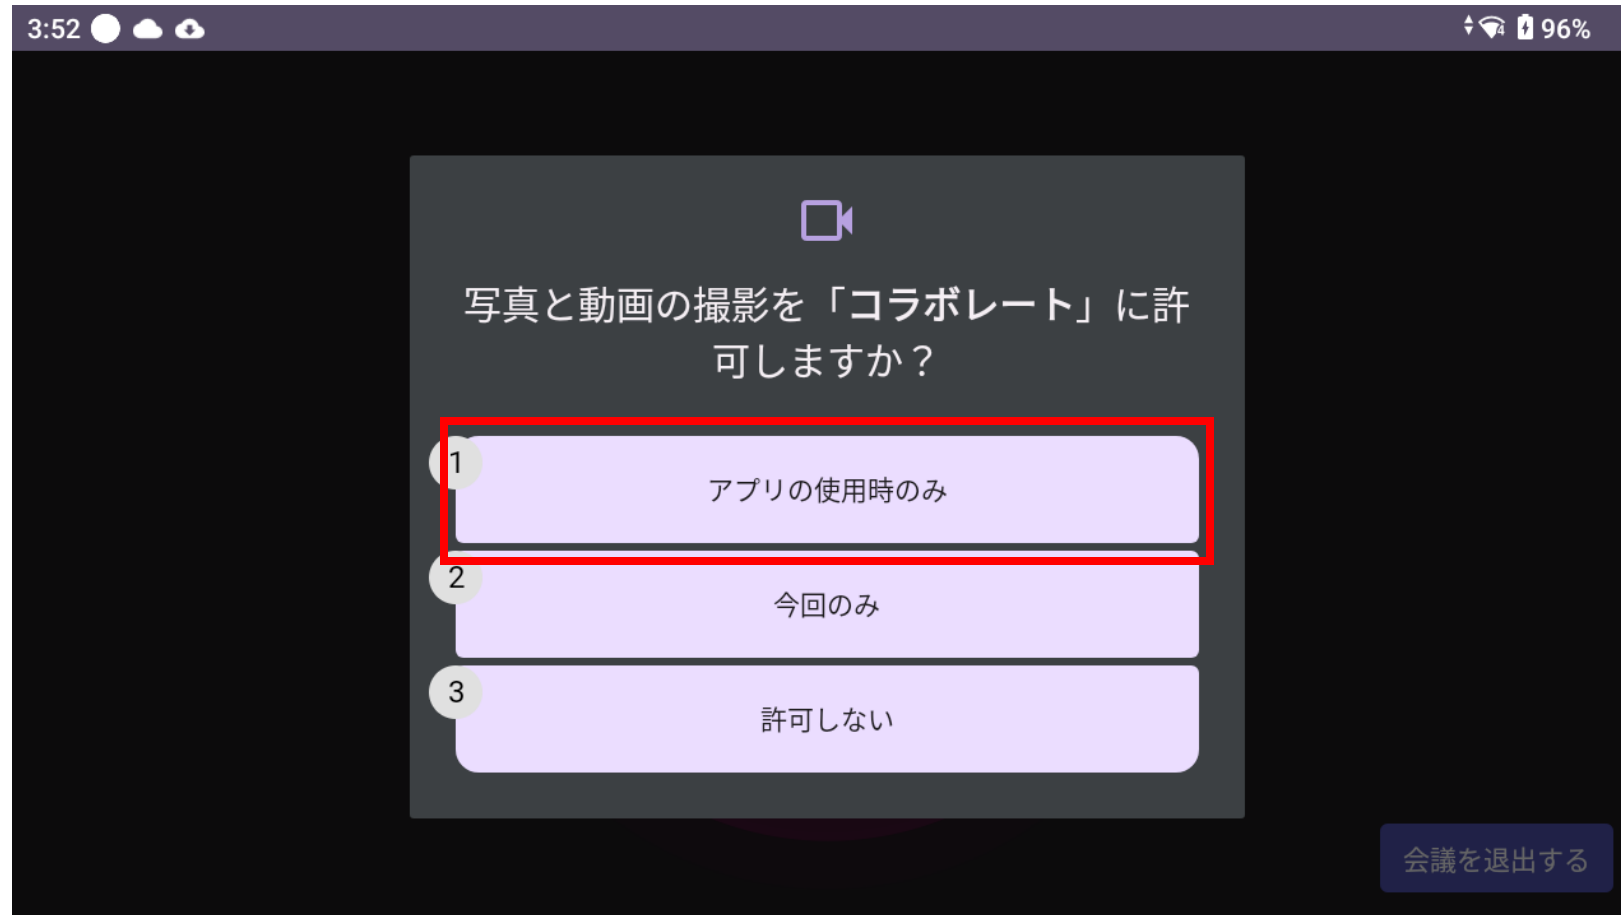 3:52 96%
写真と動画の撮影を「コラボレート」に許
可しますか？
1
アプリの使用時のみ
2
今回のみ
3
許可しない
会議を退出する